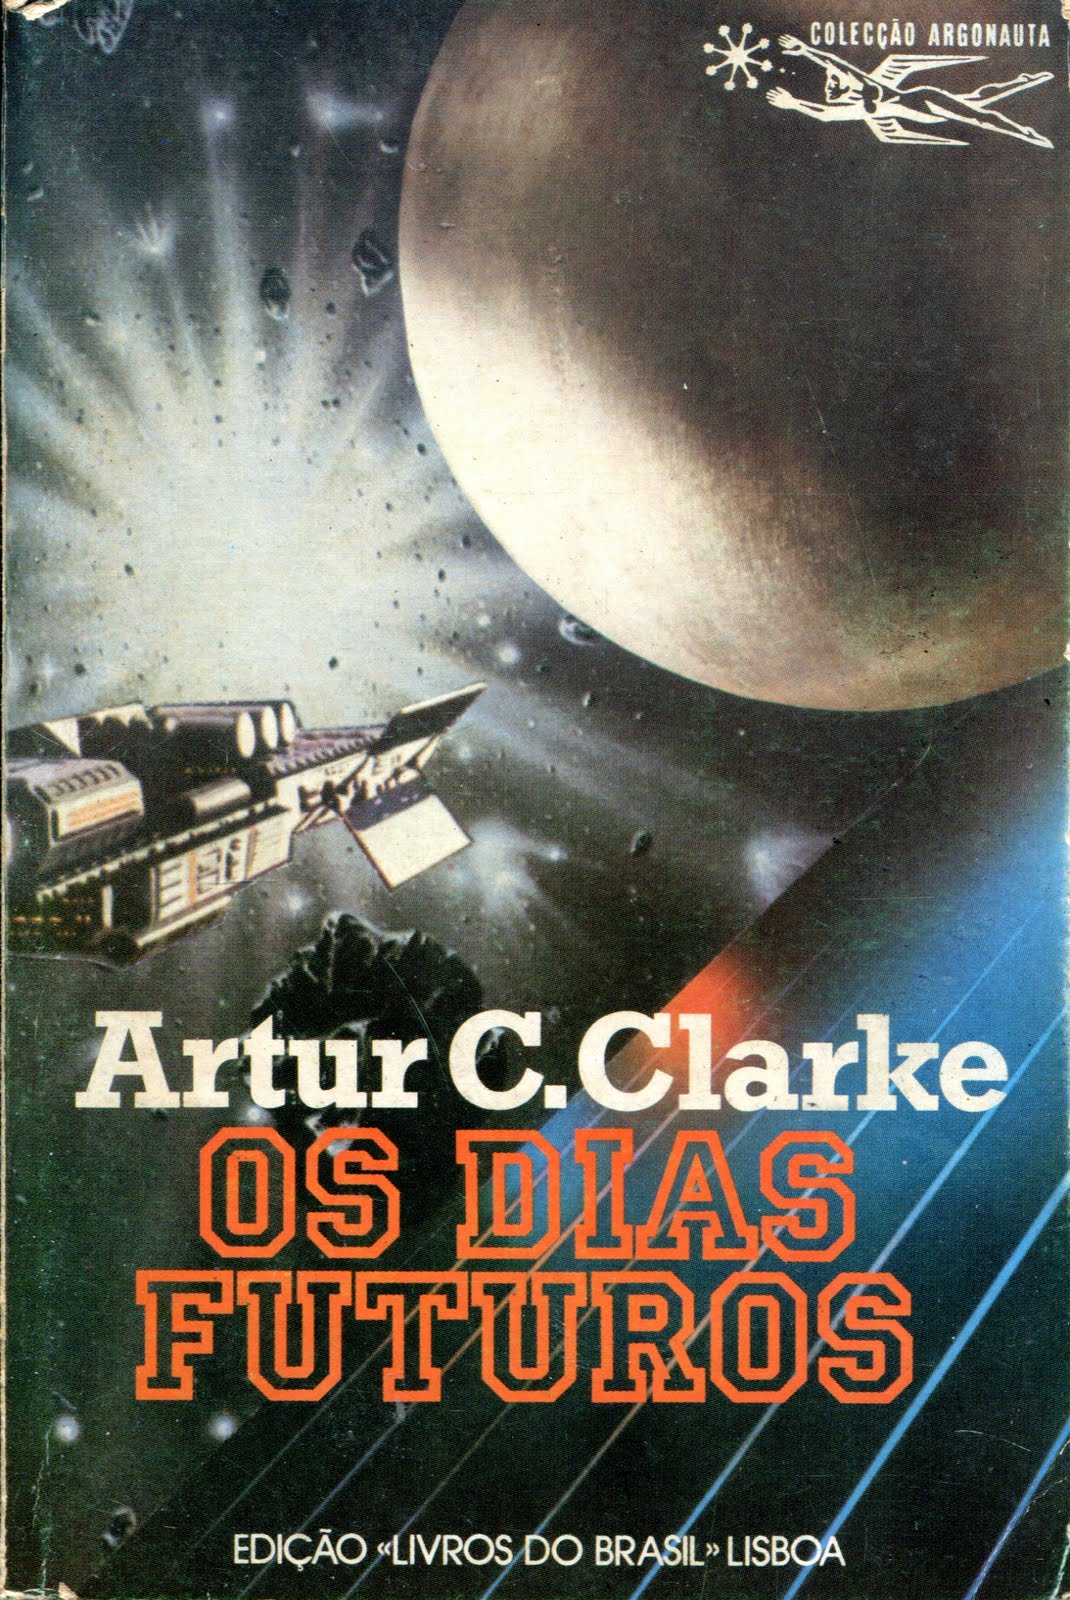 COLECÇÃO ARGONAUTA
Artur C. Clarke
OS DIAS
FUTUROS
EDIÇÃO «LIVROS DO BRASIL» LISBOA